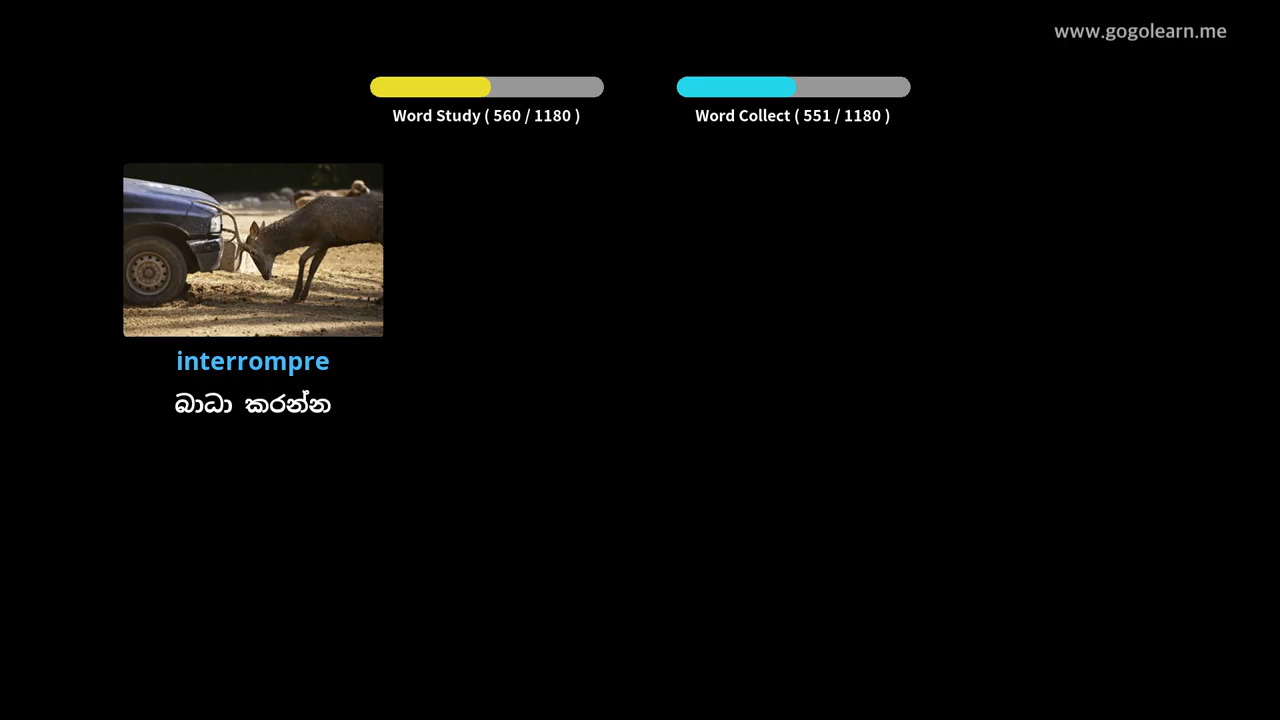 www.gogolearn.me
Word Study ( 560 / 1180 )
Word Collect ( 551 / 1180 )
interrompre
බාධා කරන්න